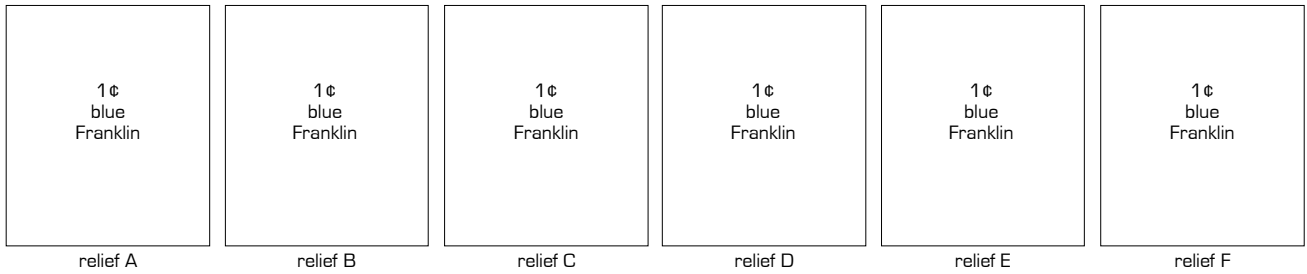 1¢
blue
Franklin
relief A
1¢
blue
Franklin
relief B
1¢
blue
Franklin
relief C
1¢
blue
Franklin
relief D
1¢
blue
Franklin
relief E
1¢
blue
Franklin
relief F